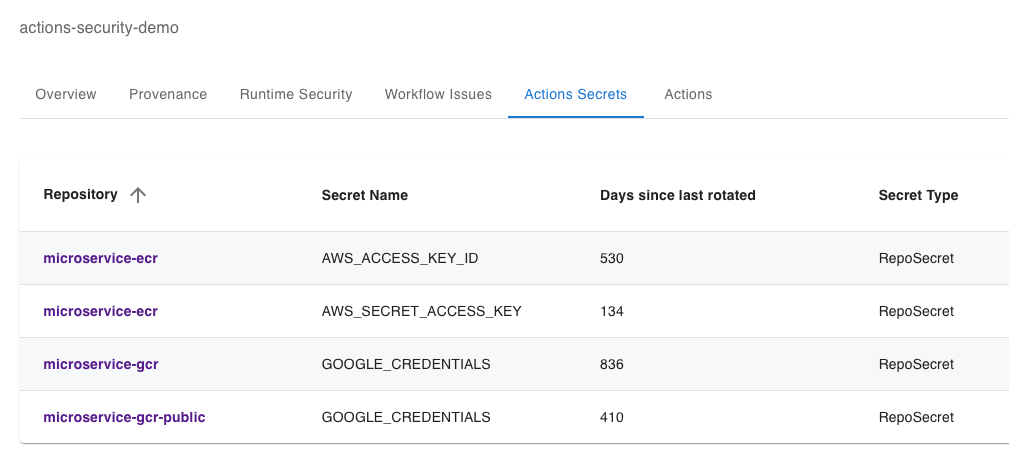 actions-security-demo
Overview Provenance Runtime Security Workflow Issues Actions Secrets Actions
Repository Secret Name Days since last rotated Secret Type
microservice-ecr AWS_ACCESS_KEY_ID 530 RepoSecret
microservice-ecr AWS_SECRET_ACCESS_KEY 134 RepoSecret
microservice-gcr GOOGLE_CREDENTIALS 836 RepoSecret
microservice-gcr-public GOOGLE_CREDENTIALS 410 RepoSecret